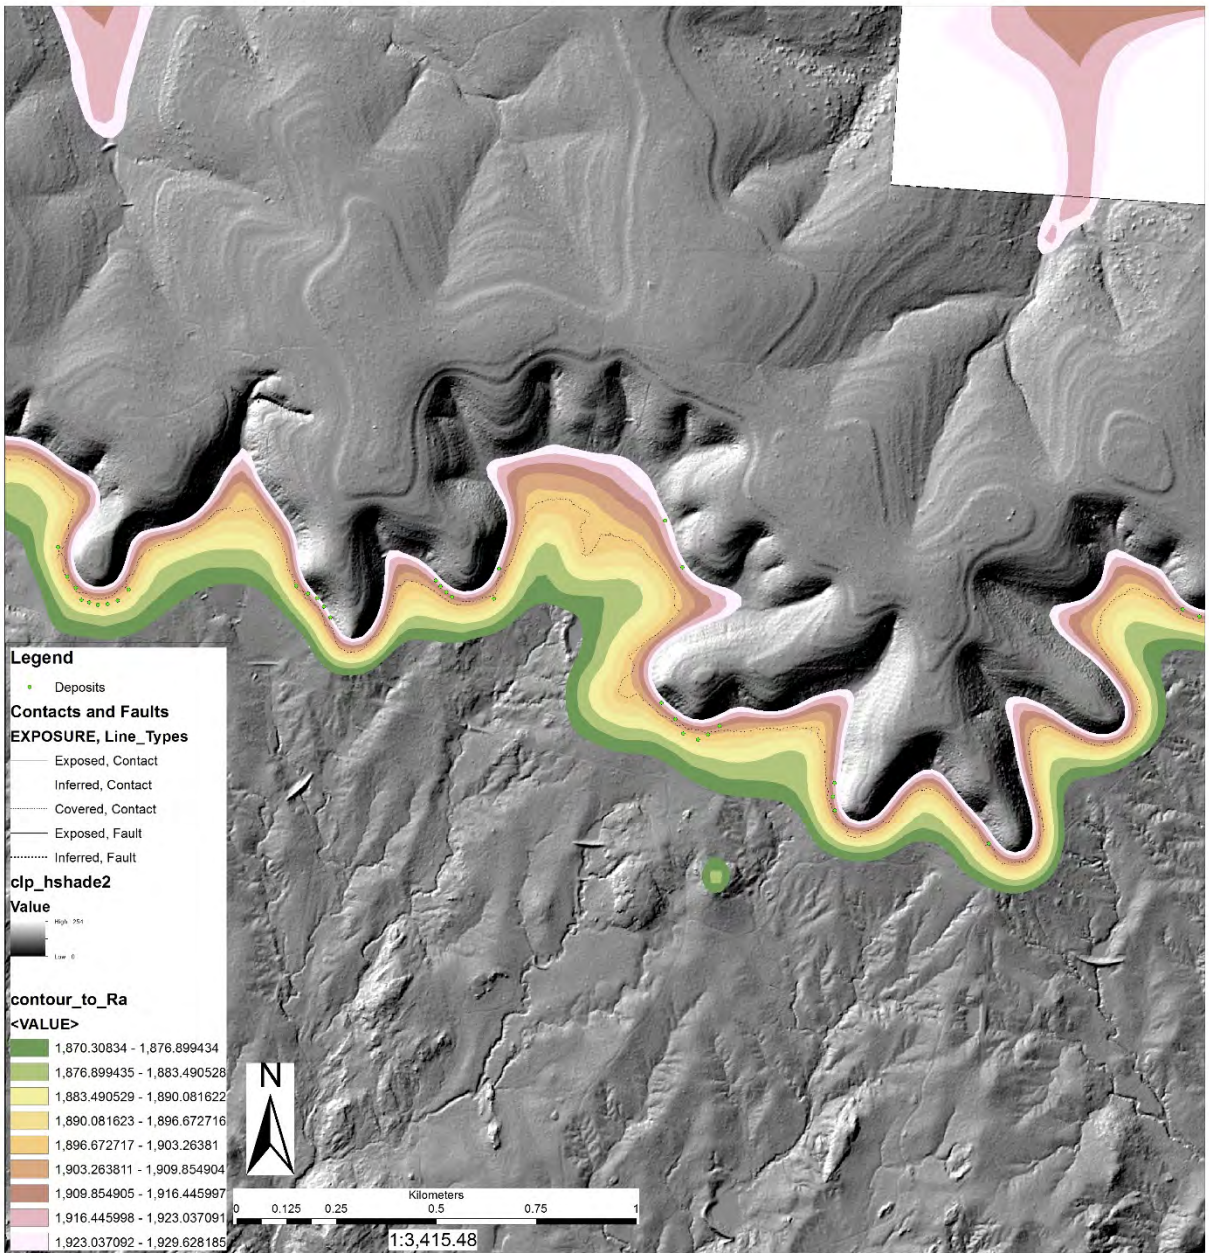 Legend
Deposits
Contacts and Faults
EXPOSURE, Line_Types
Exposed, Contact
Inferred, Contact
Covered, Contact
Exposed, Fault
Inferred, Fault
clp_hshade2
Value
High 254
Low 0
contour_to_Ra
<VALUE>
1,870.30834 - 1,876.899434
1,876.899435 - 1,883.490528
1,883.490529 - 1,890.081622
1,890.081623 - 1,896.672716
1,896.672717 - 1,903.26381
1,903.263811 - 1,909.854904
1,909.854905 - 1,916.445997
1,916.445998 - 1,923.037091
1,923.037092 - 1,929.628185
N
Kilometers
0 0.125 0.25 0.5 0.75 1
1:3,415.48